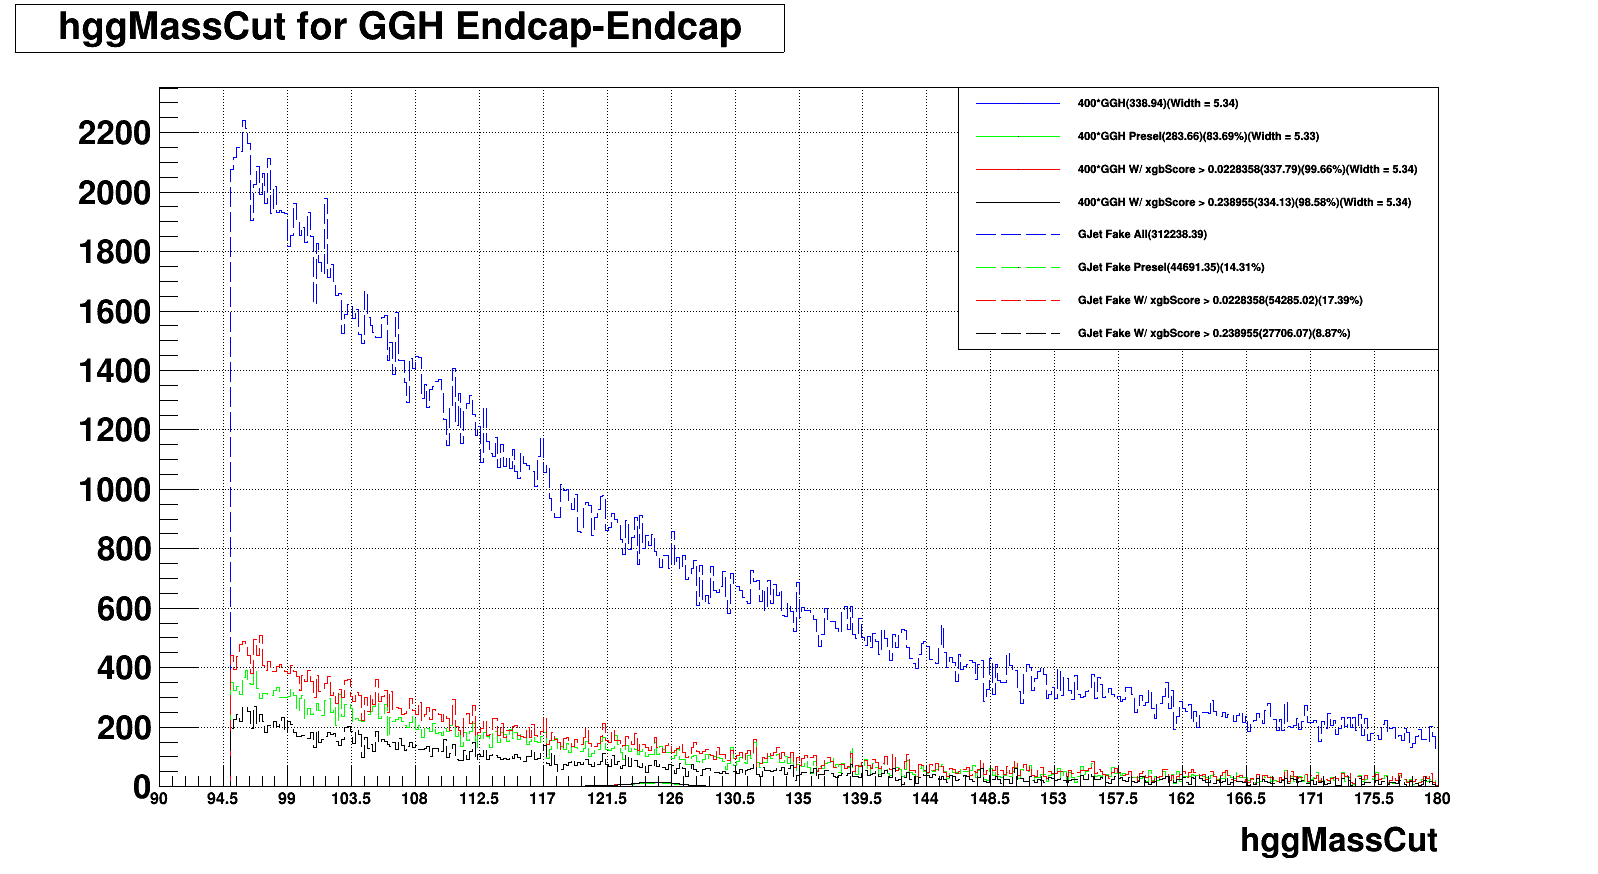 hggMassCut for GGH Endcap-Endcap
400*GGH(338.94)(Width = 5.34)
400*GGH Presel(283.66)(83.69%)(Width = 5.33)
400*GGH W/ xgbScore > 0.0228358(337.79)(99.66%)(Width = 5.34)
400*GGH W/ xgbScore > 0.238955(334.13)(98.58%)(Width = 5.34)
GJet Fake All(312238.39)
GJet Fake Presel(44691.35)(14.31%)
GJet Fake W/ xgbScore > 0.0228358(54285.02)(17.39%)
GJet Fake W/ xgbScore > 0.238955(27706.07)(8.87%)
2200
2000
1800
1600
1400
1200
1000
800
600
400
200
0
90 94.5 99 103.5 108 112.5 117 121.5 126 130.5 135 139.5 144 148.5 153 157.5 162 166.5 171 175.5 180
hggMassCut